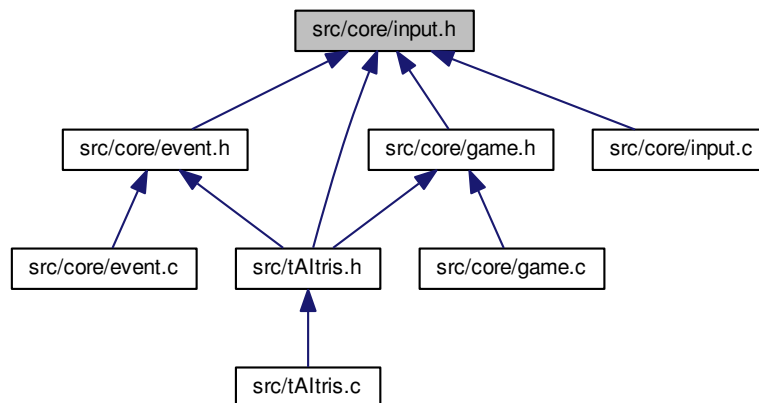 src/core/input.h
src/core/event.h
src/core/game.h
src/core/input.c
src/core/event.c
src/tAItris.h
src/core/game.c
src/tAItris.c